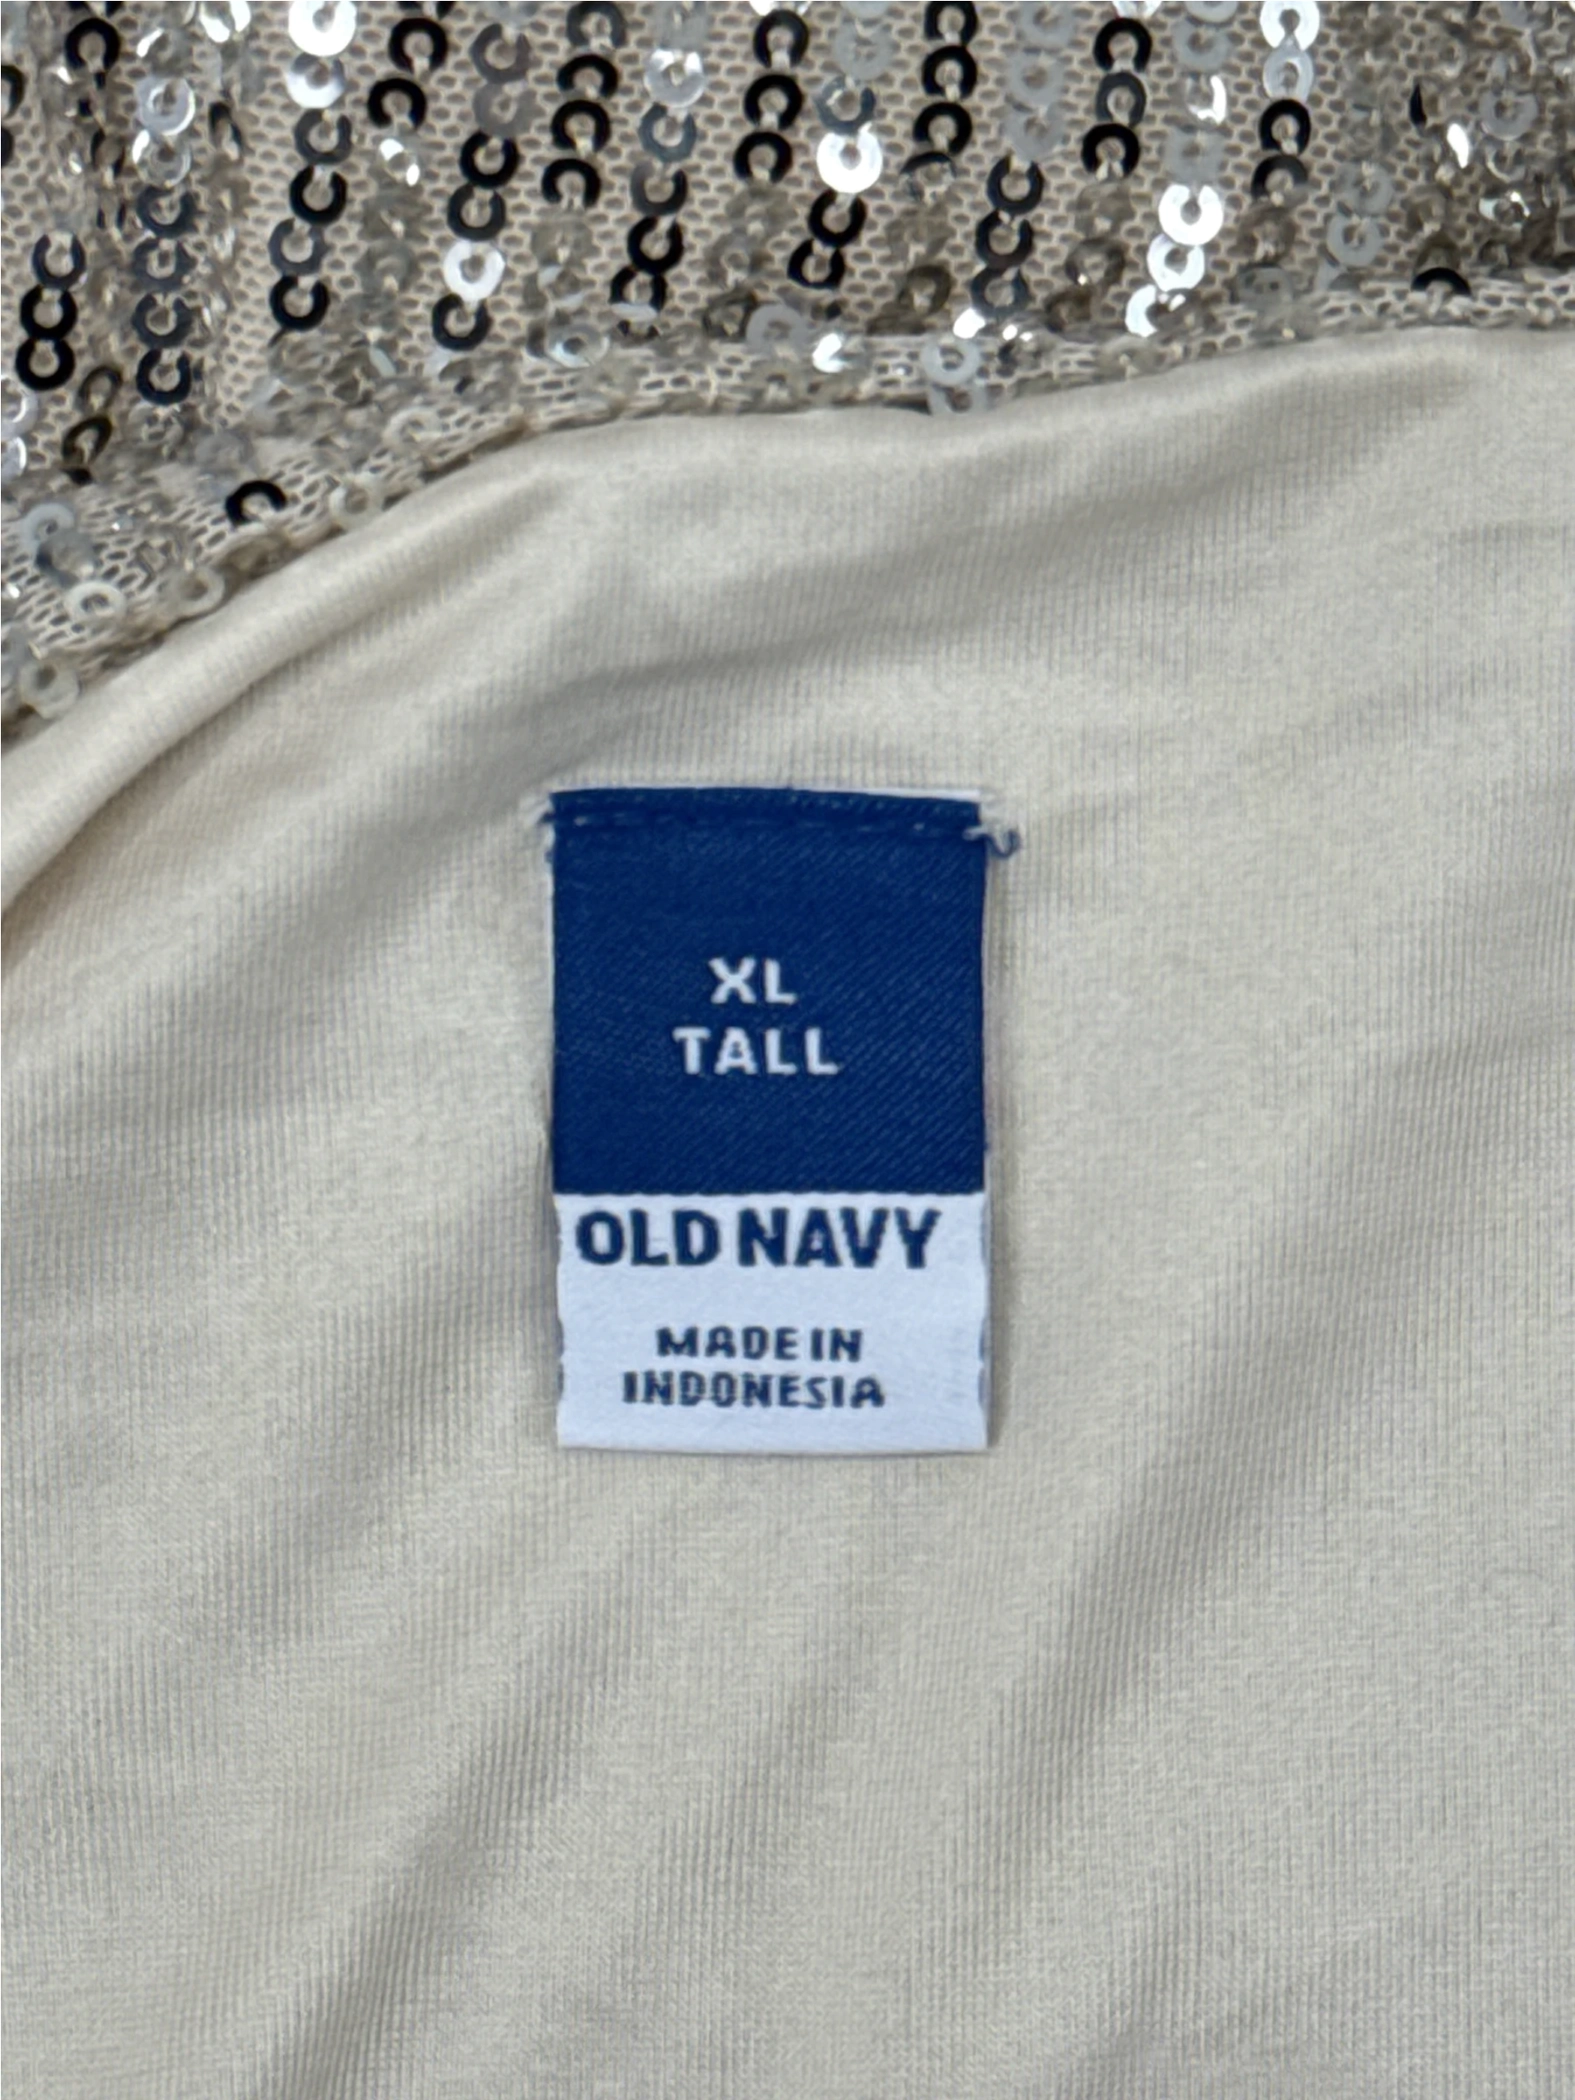 XL
TALL
OLD NAVY
MADE IN
INDONESIA